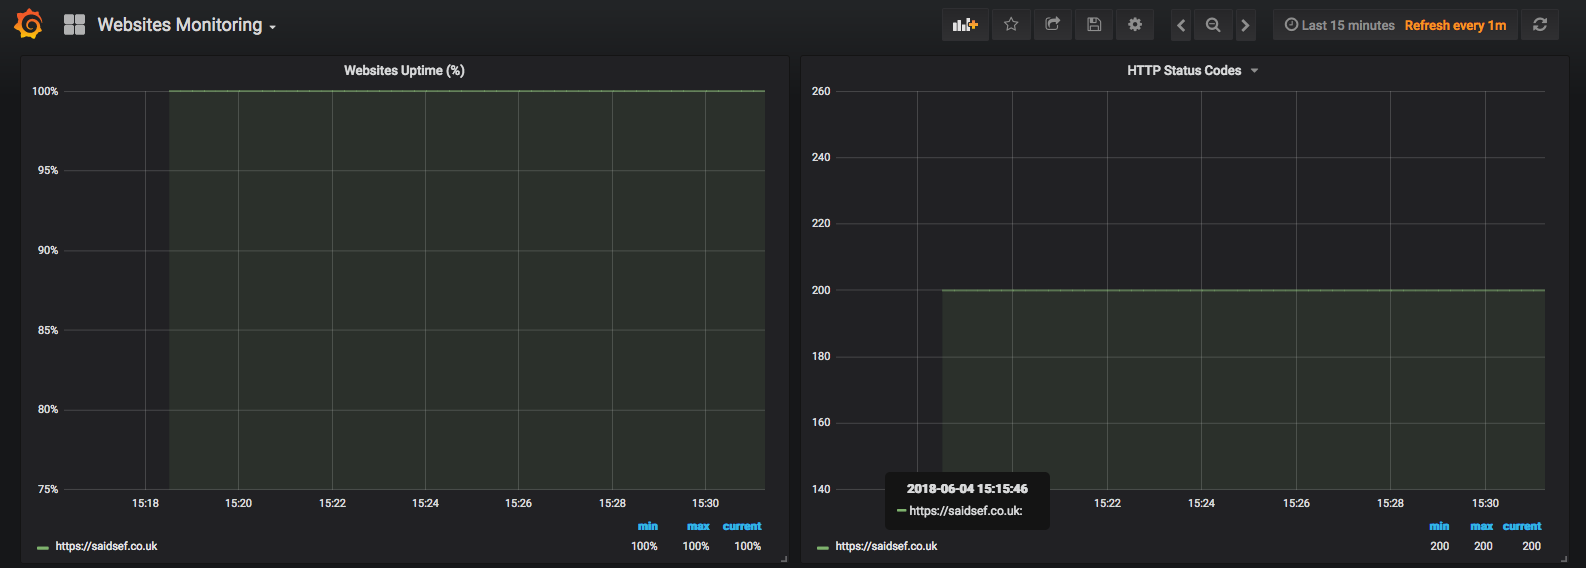 Websites Monitoring
Last 15 minutes Refresh every 1m
Websites Uptime (%)
100%
95%
90%
85%
80%
75%
15:18 15:20 15:22 15:24 15:26 15:28 15:30
min max current
https://saidsef.co.uk 100% 100% 100%
HTTP Status Codes
260
240
220
200
180
160
140
15:22 15:24 15:26 15:28 15:30
2018-06-04 15:15:46
https://saidsef.co.uk:
min max current
https://saidsef.co.uk 200 200 200